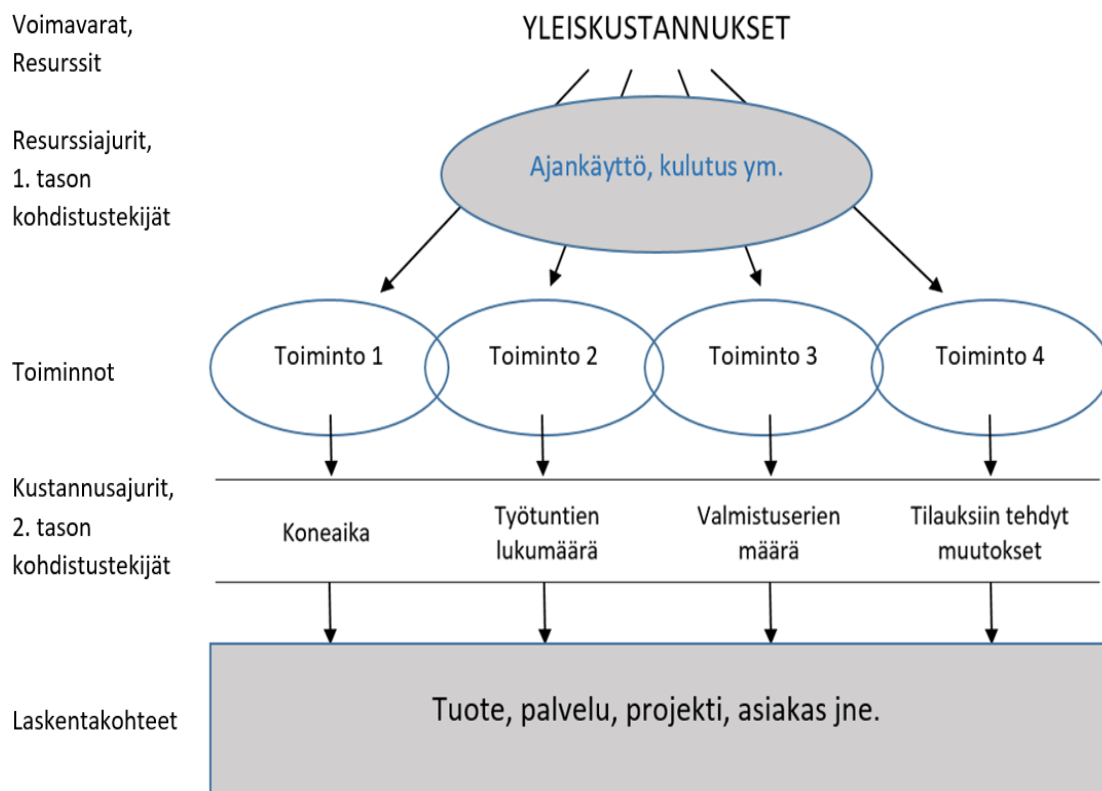 Voimavarat,
Resurssit
YLEISKUSTANNUKSET
Resurssiajurit,
1. tason
kohdistustekijät
Ajankäyttö, kulutus ym.
Toiminnot
Toiminto 1
Toiminto 2
Toiminto 3
Toiminto 4
Kustannusajurit,
2. tason
kohdistustekijät
Koneaika
Työtuntien
lukumäärä
Valmistuserien
määrä
Tilauksiin tehdyt
muutokset
Laskentakohteet
Tuote, palvelu, projekti, asiakas jne.